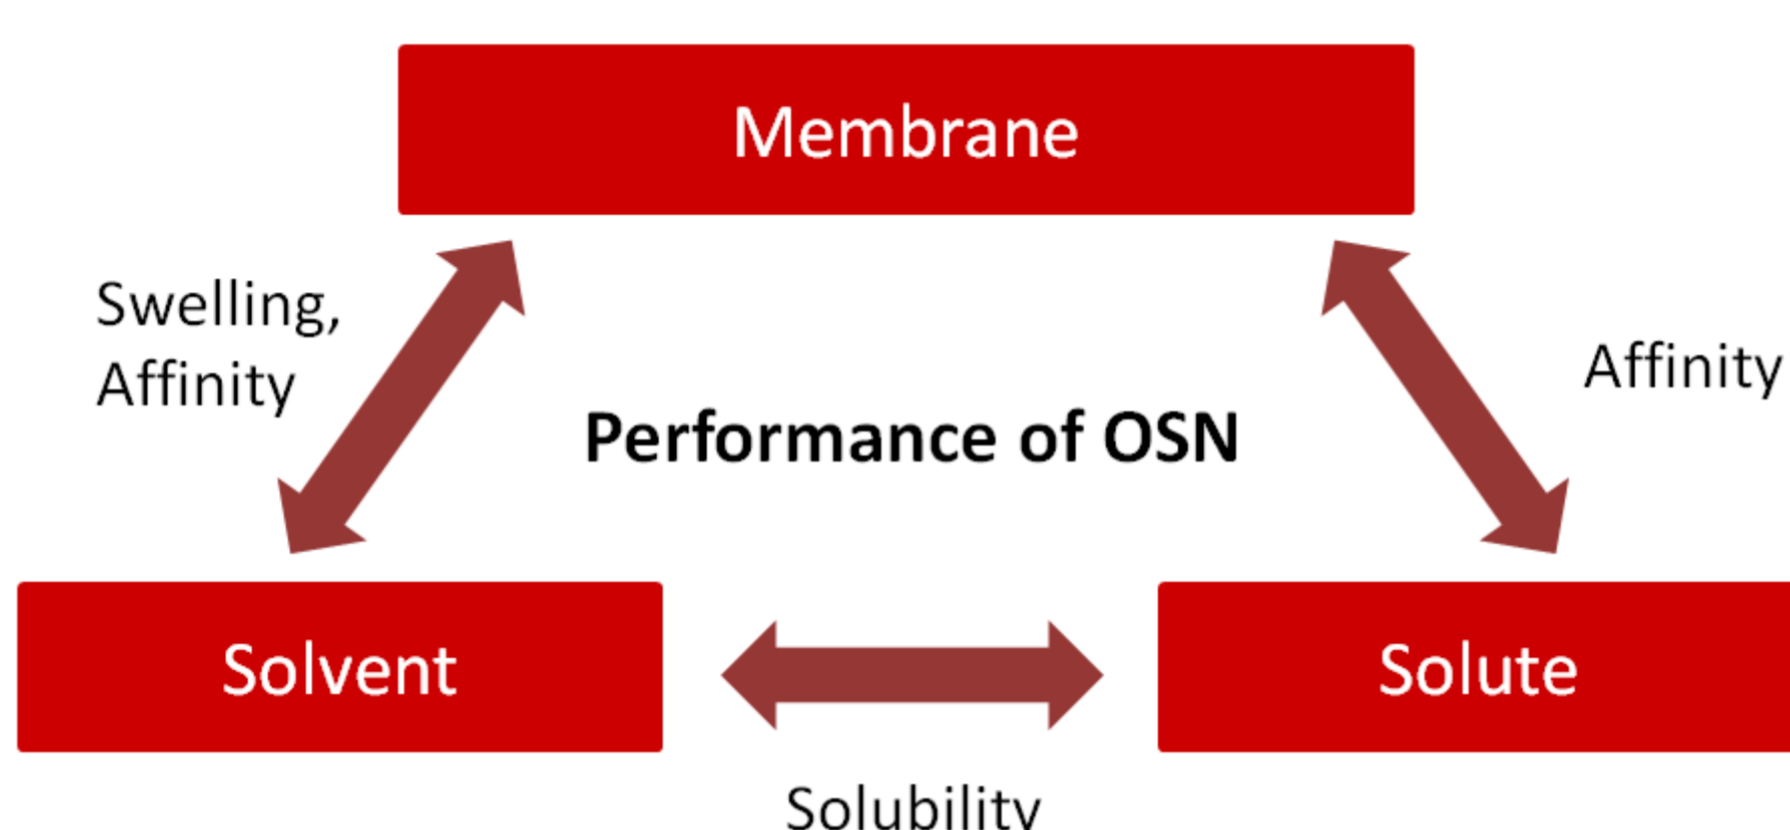 Membrane
Swelling,
Affinity
Affinity
Performance of OSN
Solvent
Solute
Solubility